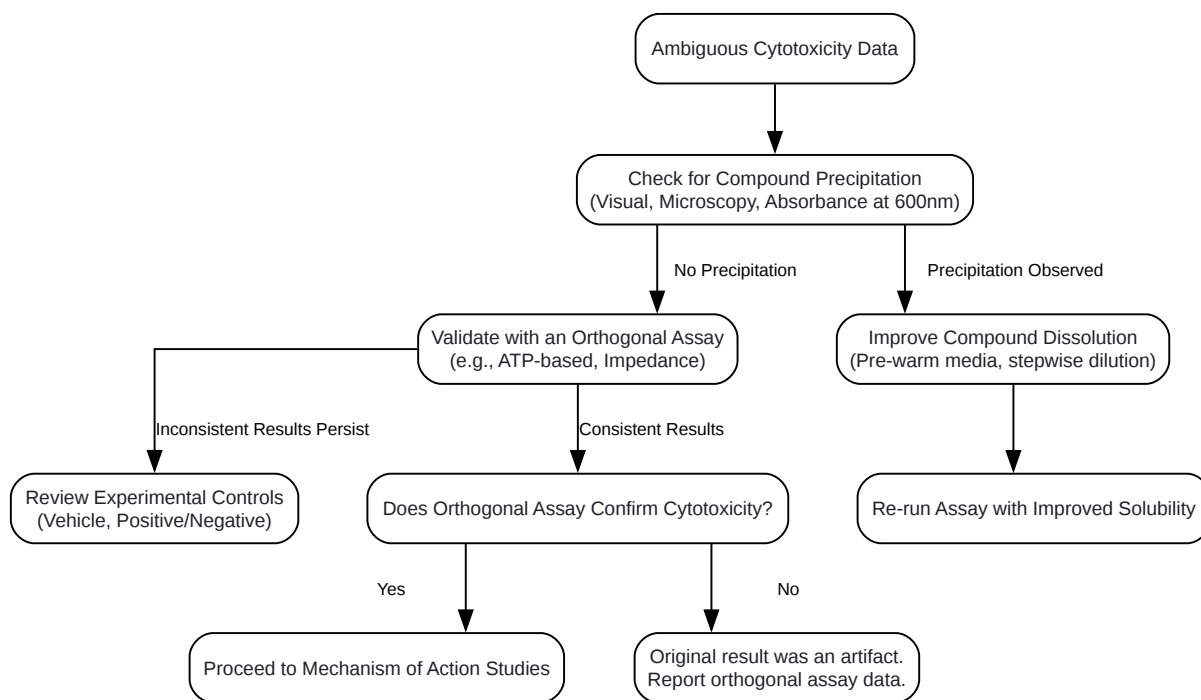 Ambiguous Cytotoxicity Data
Check for Compound Precipitation
(Visual, Microscopy, Absorbance at 600nm)
No Precipitation
Precipitation Observed
Validate with an Orthogonal Assay
(e.g., ATP-based, Impedance)
Improve Compound Dissolution
(Pre-warm media, stepwise dilution)
Inconsistent Results Persist
Consistent Results
Review Experimental Controls
(Vehicle, Positive/Negative)
Does Orthogonal Assay Confirm Cytotoxicity?
Re-run Assay with Improved Solubility
Yes
No
Proceed to Mechanism of Action Studies
Original result was an artifact.
Report orthogonal assay data.